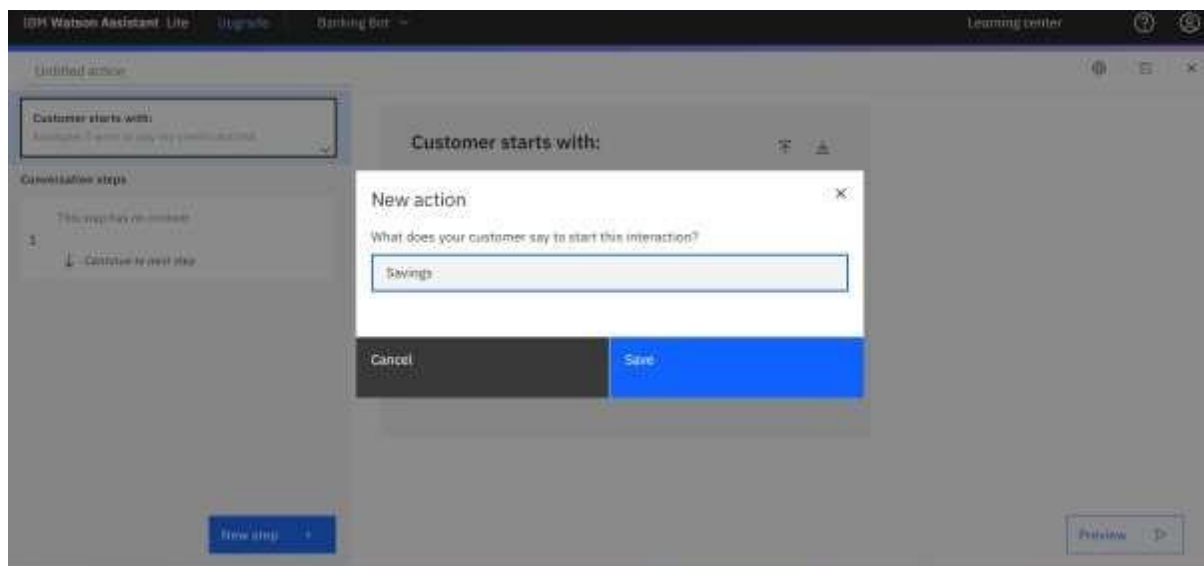 IBM Watson Assistant Lite Upgrade Banking Bot Learning center
Untitled action
Customer starts with:
Conversation steps
This step has no content
1
Continue to next step
New step +
Customer starts with:
New action
What does your customer say to start this interaction?
Savings
Cancel
Save
Preview